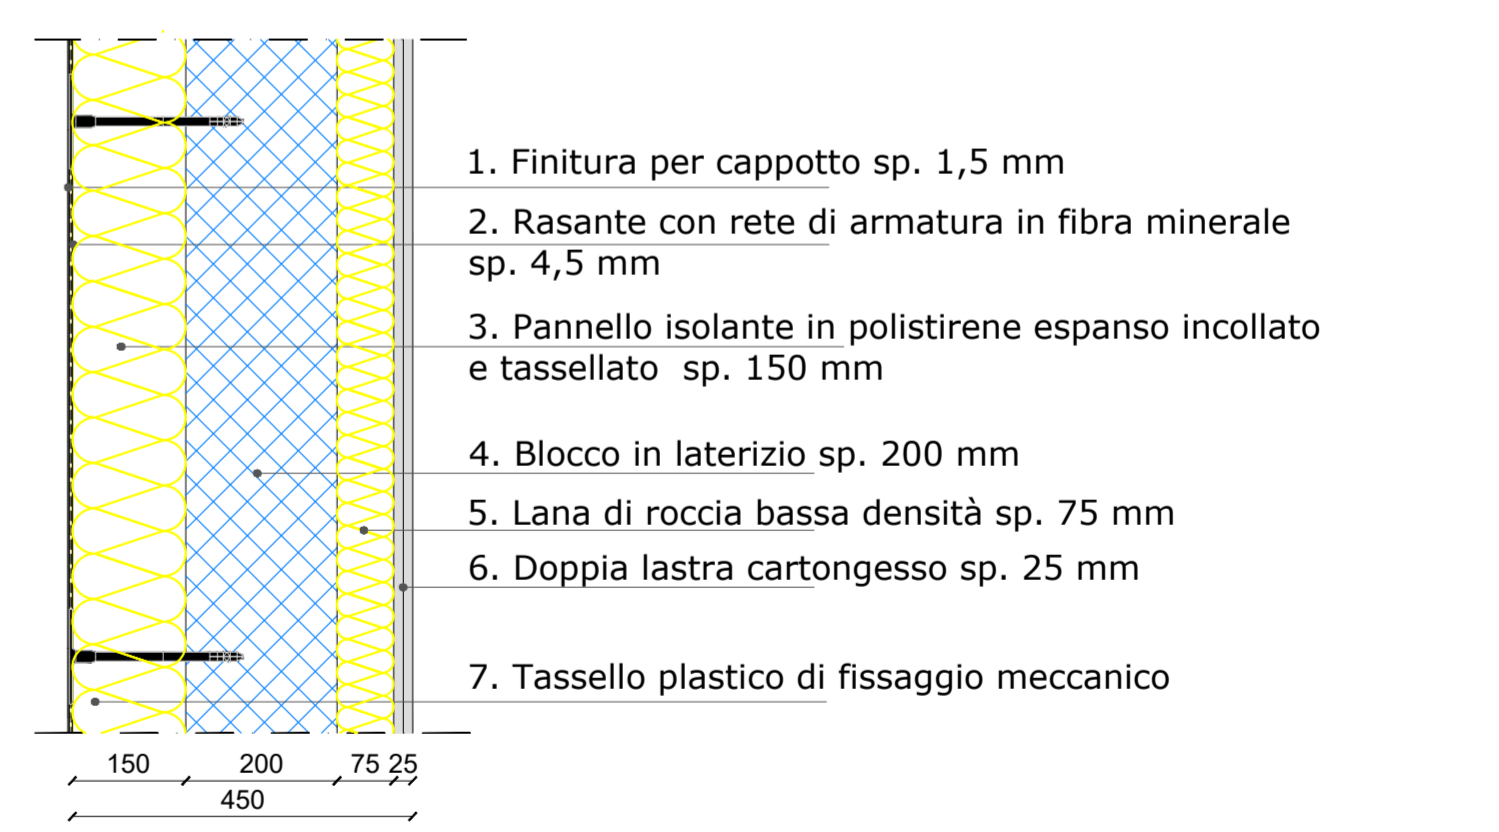 1. Finitura per cappotto sp. 1,5 mm
2. Rasante con rete di armatura in fibra minerale
sp. 4,5 mm
3. Pannello isolante in polistirene espanso incollato
e tassellato  sp. 150 mm
4. Blocco in laterizio sp. 200 mm
5. Lana di roccia bassa densità sp. 75 mm
6. Doppia lastra cartongesso sp. 25 mm
7. Tassello plastico di fissaggio meccanico
150 200 75 25
450